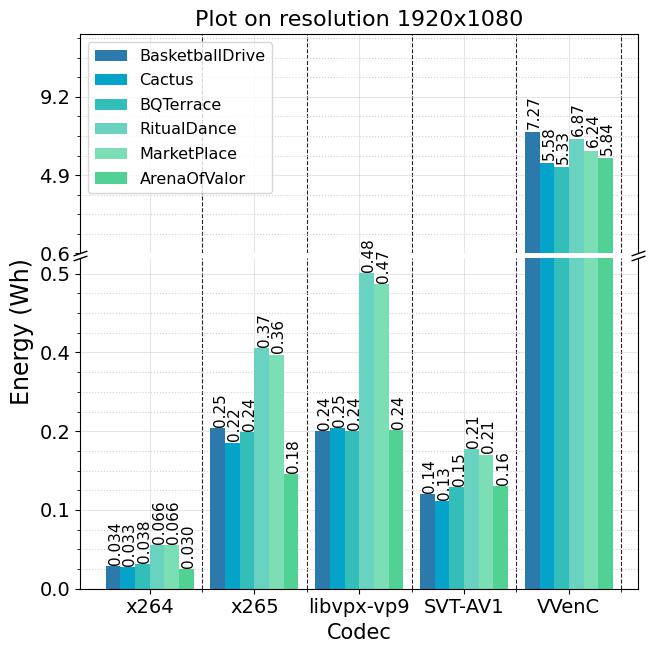 Plot on resolution 1920x1080
BasketballDrive
Cactus
BQTerrace
RitualDance
MarketPlace
ArenaOfValor
9.2
4.9
0.6
0.5
0.4
0.2
0.1
0.0
Energy (Wh)
0.034
0.033
0.038
0.066
0.066
0.030
0.25
0.22
0.24
0.37
0.36
0.18
0.24
0.25
0.24
0.48
0.47
0.24
0.14
0.13
0.15
0.21
0.21
0.16
7.27
5.58
5.33
6.87
6.24
5.84
x264
x265
libvpx-vp9
SVT-AV1
VVenC
Codec